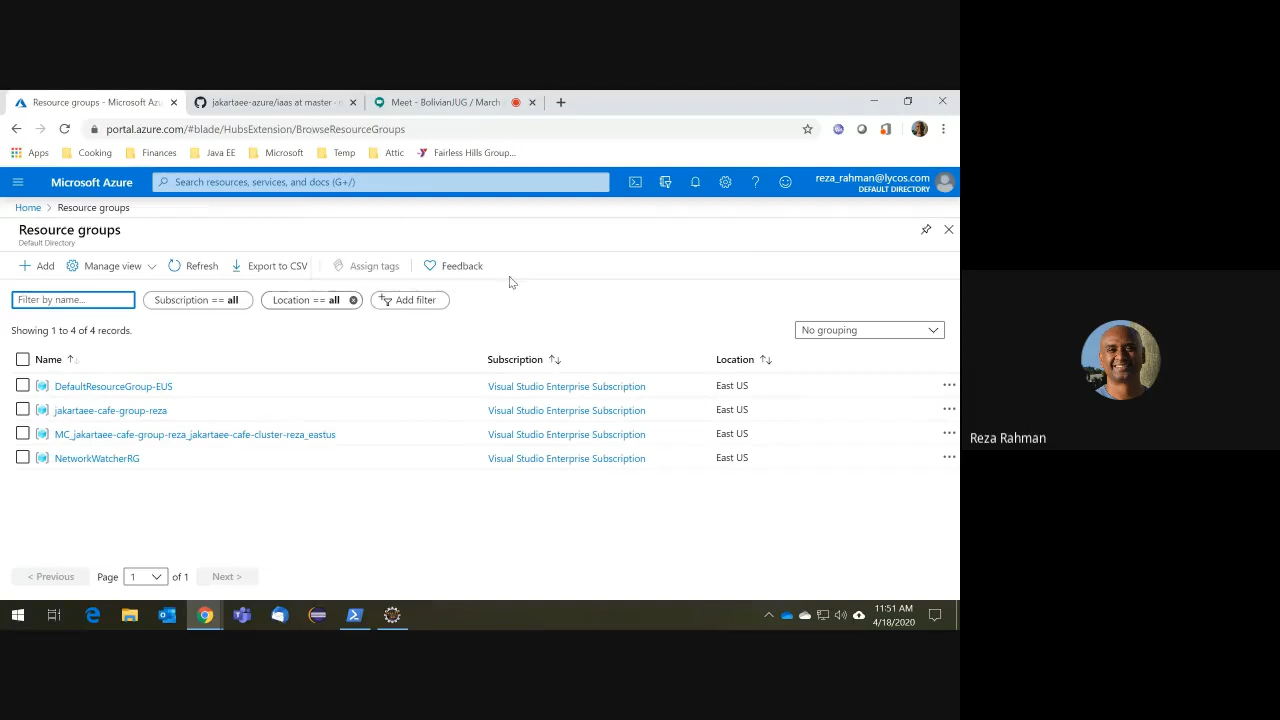 Resource groups - Microsoft Azu
jakartaee-azure/iaas at master ·
Meet - BolivianJUG / March
portal.azure.com/#blade/HubsExtension/BrowseResourceGroups
Apps Cooking Finances Java EE Microsoft Temp Attic Fairless Hills Group...
Microsoft Azure
Search resources, services, and docs (G+/)
reza_rahman@lycos.com
DEFAULT DIRECTORY
Home > Resource groups
Resource groups
Default Directory
Add Manage view Refresh Export to CSV Assign tags Feedback
Filter by name...
Subscription == all
Location == all
Add filter
Showing 1 to 4 of 4 records.
No grouping
Name Subscription Location
DefaultResourceGroup-EUS Visual Studio Enterprise Subscription East US
jakartaee-cafe-group-reza Visual Studio Enterprise Subscription East US
MC_jakartaee-cafe-group-reza_jakartaee-cafe-cluster-reza_eastus Visual Studio Enterprise Subscription East US
NetworkWatcherRG Visual Studio Enterprise Subscription East US
< Previous Page 1 of 1 Next >
11:51 AM
4/18/2020
Reza Rahman